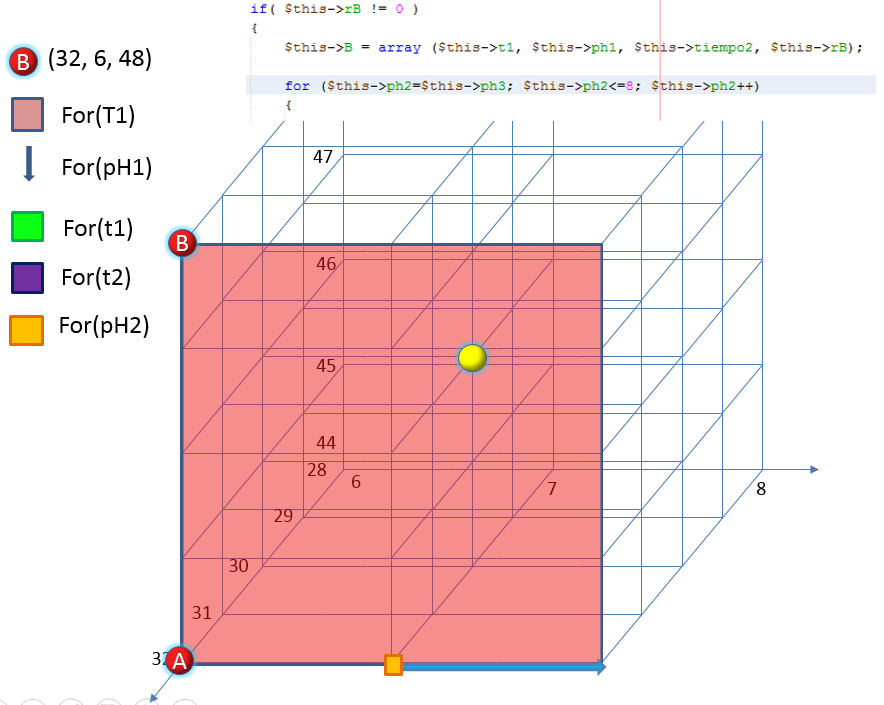 if( $this->rB != 0 )
{
$this->B = array ($this->t1, $this->ph1, $this->tiempo2, $this->rB);
for ($this->ph2=$this->ph3; $this->ph2<=8; $this->ph2++)
{
B (32, 6, 48)
For(T1)
For(pH1)
For(t1)
For(t2)
For(pH2)
47
B
46
45
44
28
6
7
8
29
30
31
32
A